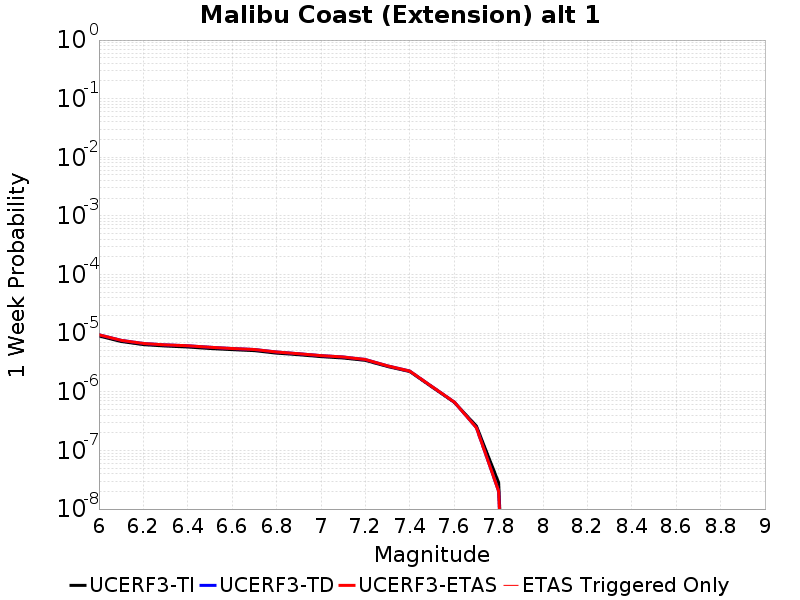 Malibu Coast (Extension) alt 1
1 Week Probability
10^0
10^-1
10^-2
10^-3
10^-4
10^-5
10^-6
10^-7
10^-8
6 6.2 6.4 6.6 6.8 7 7.2 7.4 7.6 7.8 8 8.2 8.4 8.6 8.8 9
Magnitude
UCERF3-TI UCERF3-TD UCERF3-ETAS ETAS Triggered Only